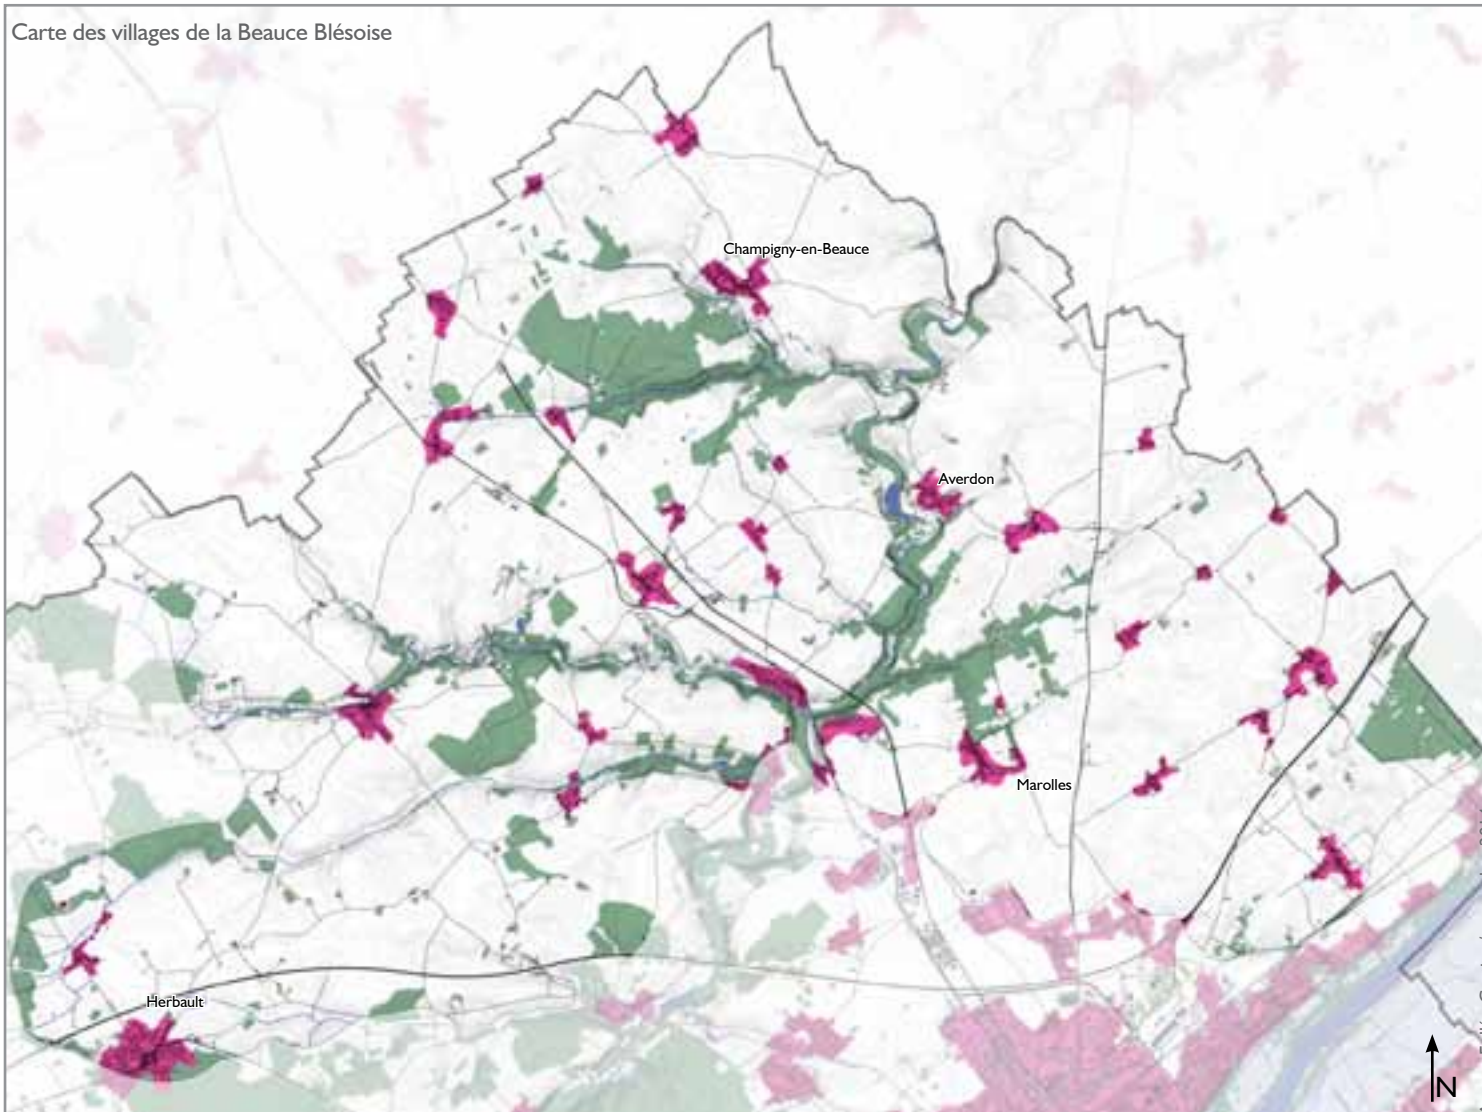 Carte des villages de la Beauce Blésoise
Champigny-en-Beauce
Averdon
Marolles
Herbault
N